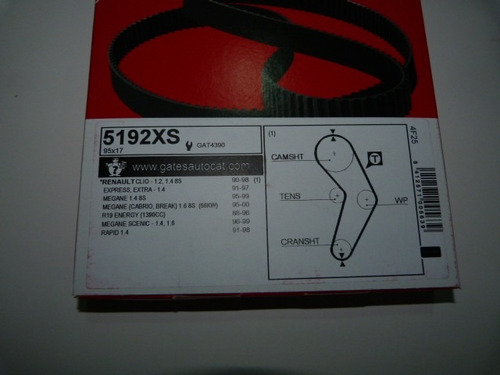 5192XS
95x17
GAT4390
www.gatesautocat.com
*RENAULT CLIO - 1.2, 1.4 8S 90-98 (1)
EXPRESS, EXTRA - 1.4 91-97
MEGANE 1.4 8S 95-99
MEGANE (CABRIO, BREAK) 1.6 8S (66KW) 95-00
R19 ENERGY (1390CC) 88-96
MEGANE SCENIC - 1.4, 1.6 96-99
RAPID 1.4 91-98
(1)
CAMSHT
T
TENS
WP
CRANSHT
4F25